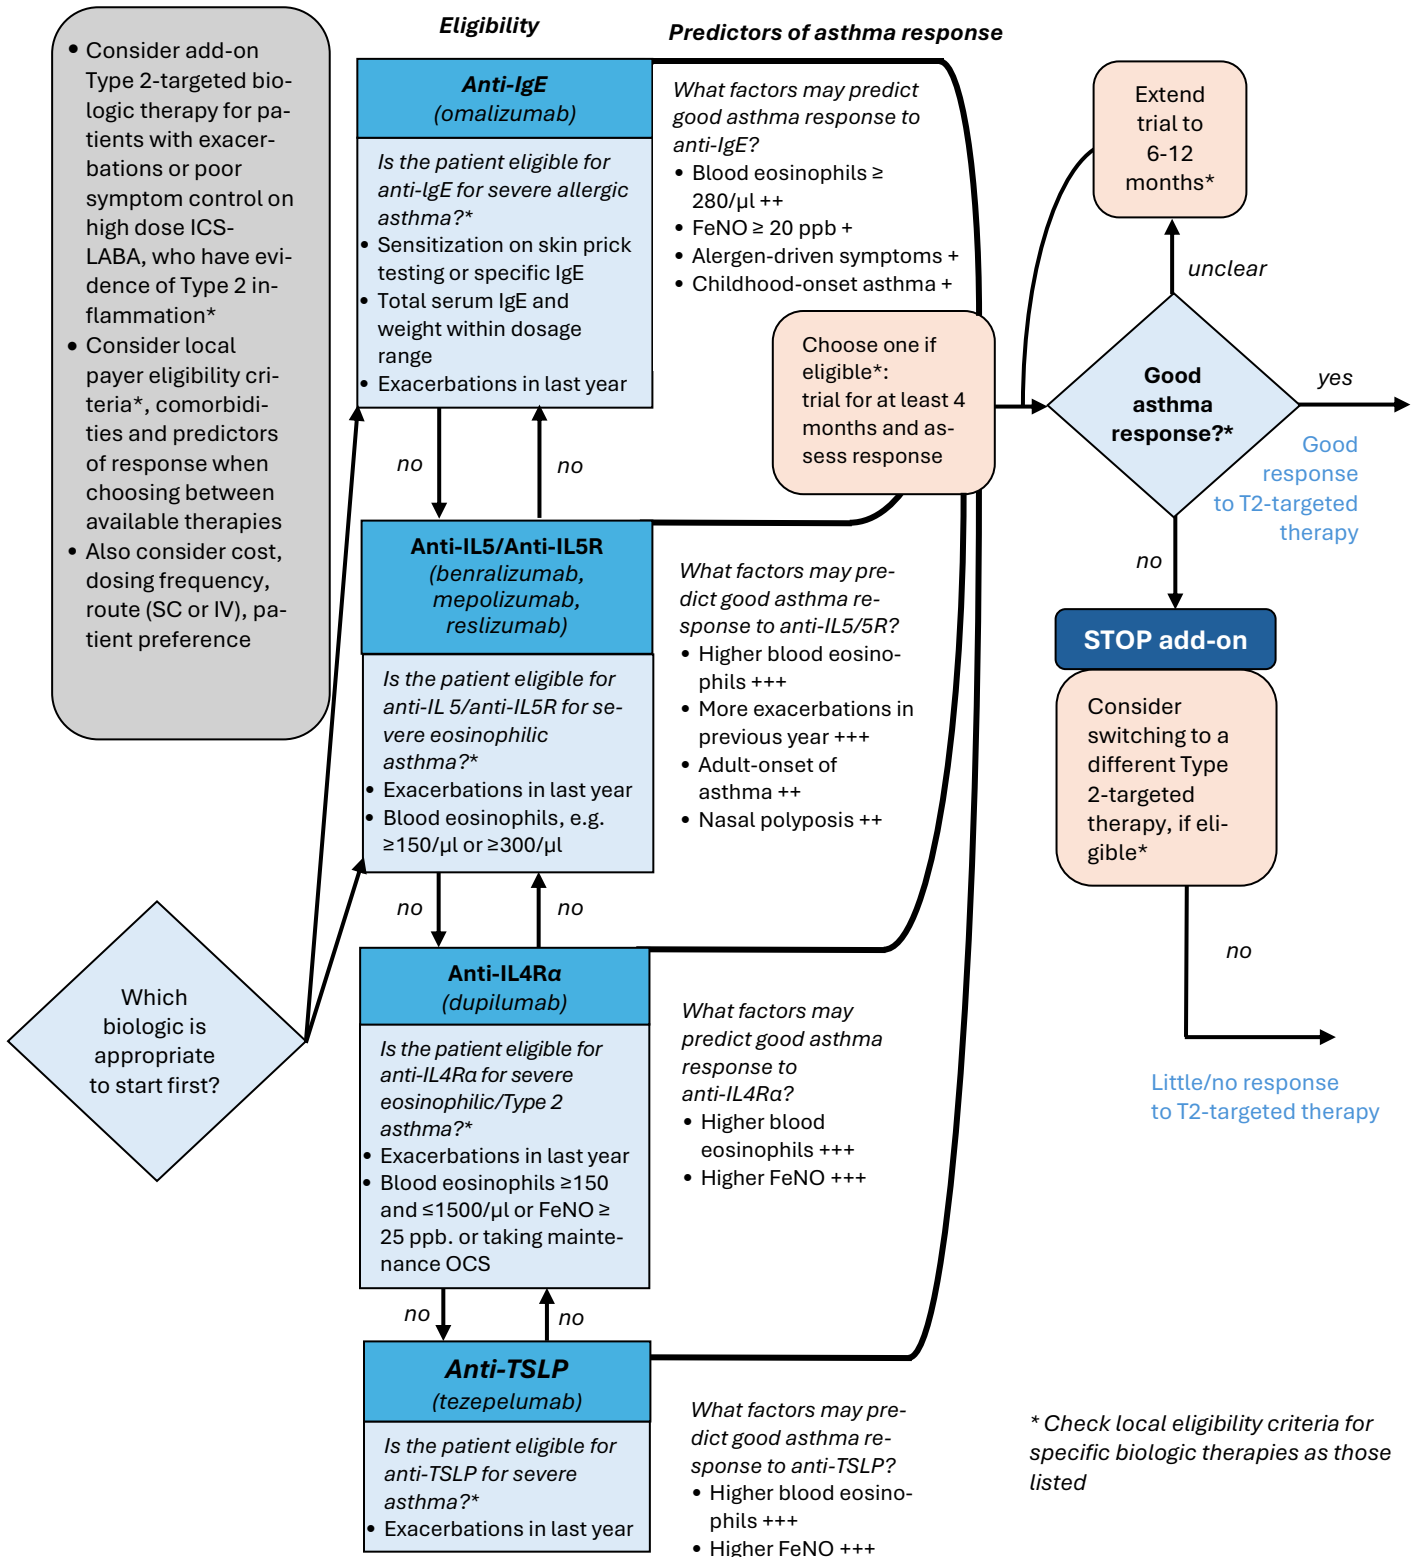 Eligibility
Predictors of asthma response
• Consider add-on
Type 2-targeted bio-
logic therapy for pa-
tients with exacer-
bations or poor
symptom control on
high dose ICS-
LABA, who have evi-
dence of Type 2 in-
flammation*
• Consider local
payer eligibility cri-
teria*, comorbidi-
ties and predictors
of response when
choosing between
available therapies
• Also consider cost,
dosing frequency,
route (SC or IV), pa-
tient preference
Which
biologic is
appropriate
to start first?
Anti-IgE
(omalizumab)
Is the patient eligible for
anti-IgE for severe allergic
asthma?*
• Sensitization on skin prick
testing or specific IgE
• Total serum IgE and
weight within dosage
range
• Exacerbations in last year
What factors may predict
good asthma response to
anti-IgE?
• Blood eosinophils ≥
280/µl ++
• FeNO ≥ 20 ppb +
• Alergen-driven symptoms +
• Childhood-onset asthma +
no
no
Anti-IL5/Anti-IL5R
(benralizumab,
mepolizumab,
reslizumab)
Is the patient eligible for
anti-IL 5/anti-IL5R for se-
vere eosinophilic
asthma?*
• Exacerbations in last year
• Blood eosinophils, e.g.
≥150/µl or ≥300/µl
What factors may pre-
dict good asthma re-
sponse to anti-IL5/5R?
• Higher blood eosino-
phils +++
• More exacerbations in
previous year +++
• Adult-onset of
asthma ++
• Nasal polyposis ++
no
no
Anti-IL4Rα
(dupilumab)
Is the patient eligible for
anti-IL4Rα for severe
eosinophilic/Type 2
asthma?*
• Exacerbations in last year
• Blood eosinophils ≥150
and ≤1500/µl or FeNO ≥
25 ppb. or taking mainte-
nance OCS
What factors may
predict good asthma
response to
anti-IL4Rα?
• Higher blood
eosinophils +++
• Higher FeNO +++
no
no
Anti-TSLP
(tezepelumab)
Is the patient eligible for
anti-TSLP for severe
asthma?*
• Exacerbations in last year
What factors may pre-
dict good asthma re-
sponse to anti-TSLP?
• Higher blood eosino-
phils +++
• Higher FeNO +++
Choose one if
eligible*:
trial for at least 4
months and as-
sess response
Extend
trial to
6-12
months*
unclear
Good
asthma
response?*
yes
Good
response
to T2-targeted
therapy
no
STOP add-on
Consider
switching to a
different Type
2-targeted
therapy, if eli-
gible*
no
Little/no response
to T2-targeted therapy
* Check local eligibility criteria for
specific biologic therapies as those
listed